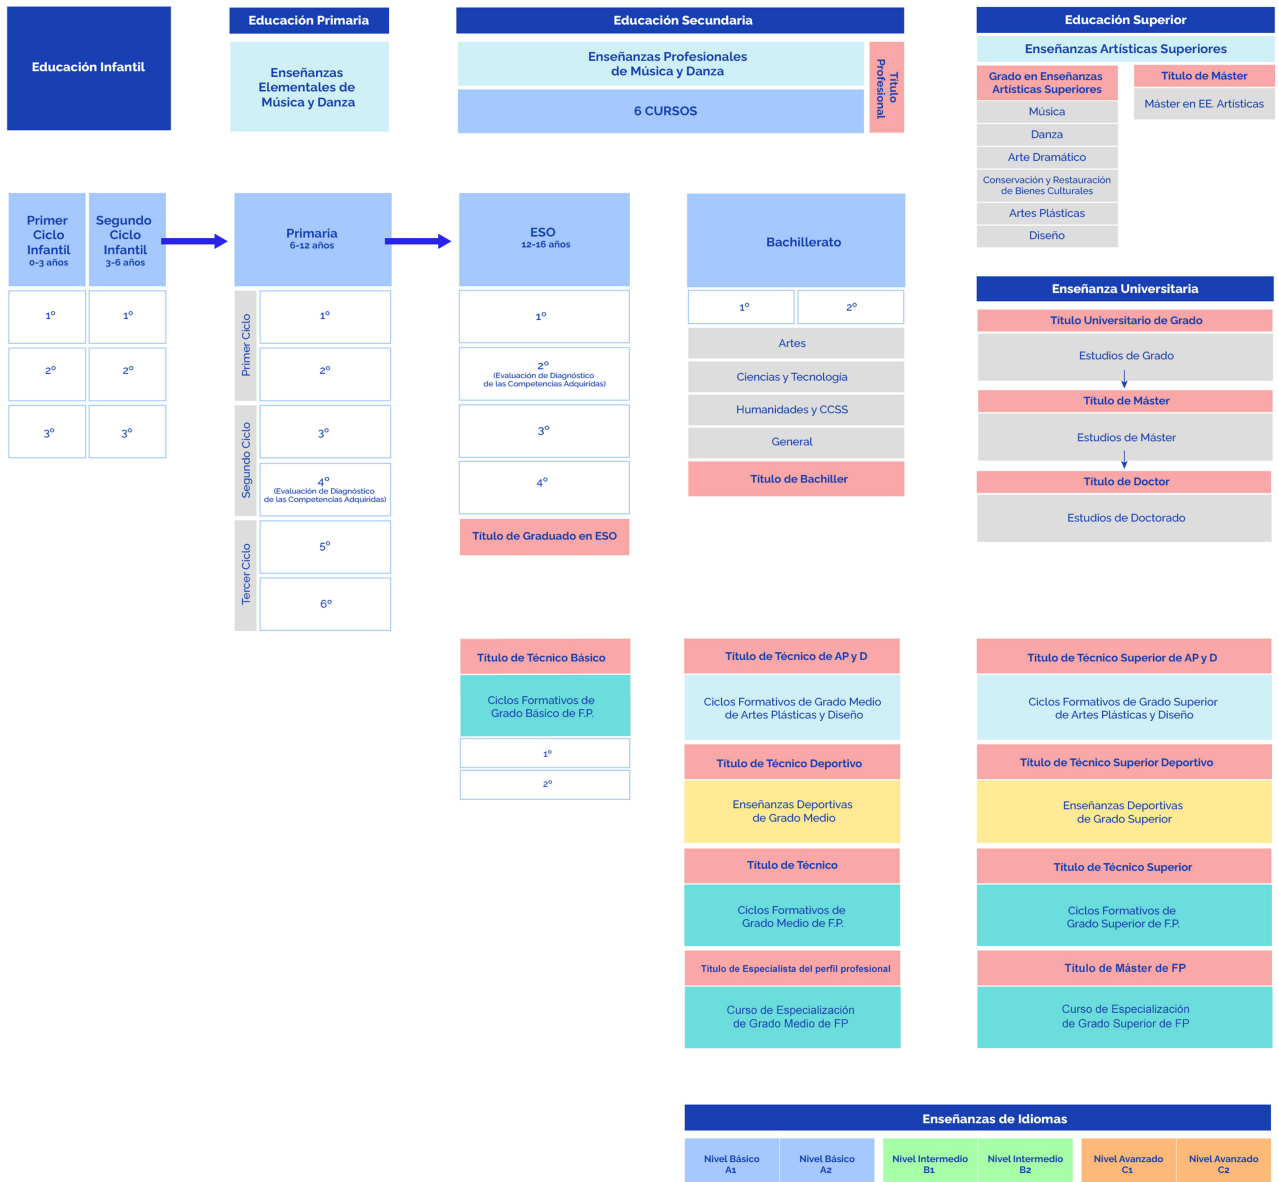 Educación Infantil
Educación Primaria
Enseñanzas
Elementales de
Música y Danza
Educación Secundaria
Enseñanzas Profesionales
de Música y Danza
6 CURSOS
Título
Profesional
Educación Superior
Enseñanzas Artísticas Superiores
Grado en Enseñanzas
Artísticas Superiores
Música
Danza
Arte Dramático
Conservación y Restauración
de Bienes Culturales
Artes Plásticas
Diseño
Título de Máster
Máster en EE. Artísticas
Primer
Ciclo
Infantil
0-3 años
1º
2º
3º
Segundo
Ciclo
Infantil
3-6 años
1º
2º
3º
Primaria
6-12 años
Primer Ciclo
1º
2º
Segundo Ciclo
3º
4º
(Evaluación de Diagnóstico
de las Competencias Adquiridas)
Tercer Ciclo
5º
6º
ESO
12-16 años
1º
2º
(Evaluación de Diagnóstico
de las Competencias Adquiridas)
3º
4º
Título de Graduado en ESO
Bachillerato
1º
2º
Artes
Ciencias y Tecnología
Humanidades y CCSS
General
Título de Bachiller
Enseñanza Universitaria
Título Universitario de Grado
Estudios de Grado
Título de Máster
Estudios de Máster
Título de Doctor
Estudios de Doctorado
Título de Técnico Básico
Ciclos Formativos de
Grado Básico de F.P.
1º
2º
Título de Técnico de AP y D
Ciclos Formativos de Grado Medio
de Artes Plásticas y Diseño
Título de Técnico Deportivo
Enseñanzas Deportivas
de Grado Medio
Título de Técnico
Ciclos Formativos de
Grado Medio de F.P.
Título de Especialista del perfil profesional
Curso de Especialización
de Grado Medio de FP
Título de Técnico Superior de AP y D
Ciclos Formativos de Grado Superior
de Artes Plásticas y Diseño
Título de Técnico Superior Deportivo
Enseñanzas Deportivas
de Grado Superior
Título de Técnico Superior
Ciclos Formativos de
Grado Superior de F.P.
Título de Máster de FP
Curso de Especialización
de Grado Superior de FP
Enseñanzas de Idiomas
Nivel Básico
A1
Nivel Básico
A2
Nivel Intermedio
B1
Nivel Intermedio
B2
Nivel Avanzado
C1
Nivel Avanzado
C2